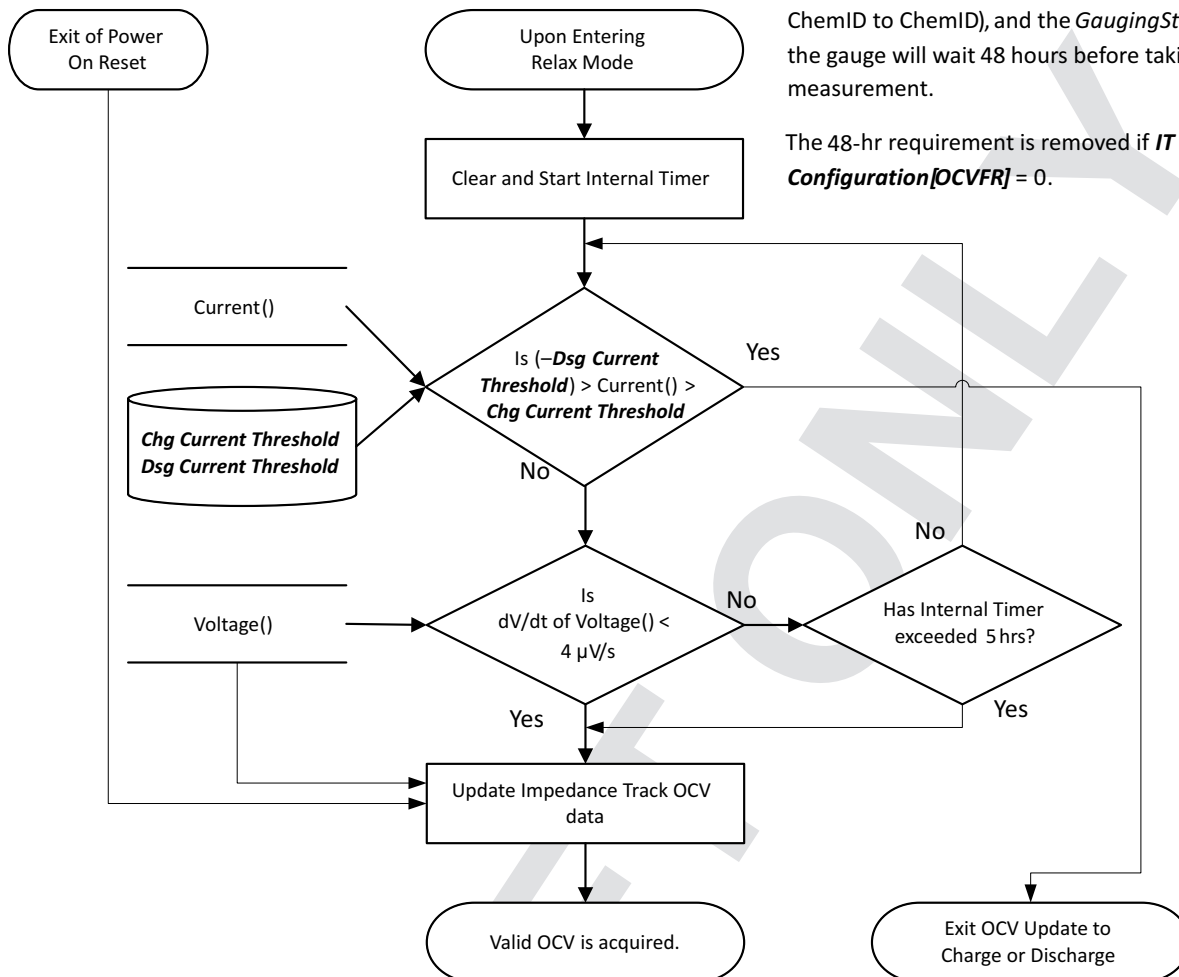 Exit of Power
On Reset
Upon Entering
Relax Mode
ChemID to ChemID), and the
the gauge will wait 48 hours before
measurement.
The 48-hr requirement is removed if IT
Configuration[OCVFR] = 0.
Clear and Start Internal Timer
Current()
Is (–Dsg Current
Threshold) > Current() >
Chg Current Threshold
Yes
Chg Current Threshold
Dsg Current Threshold
No
No
Voltage()
Is
dV/dt of Voltage() <
4 µV/s
No
Has Internal Timer
exceeded 5 hrs?
Yes
Yes
Update Impedance Track OCV
data
Valid OCV is acquired.
Exit OCV Update to
Charge or Discharge
ONLY